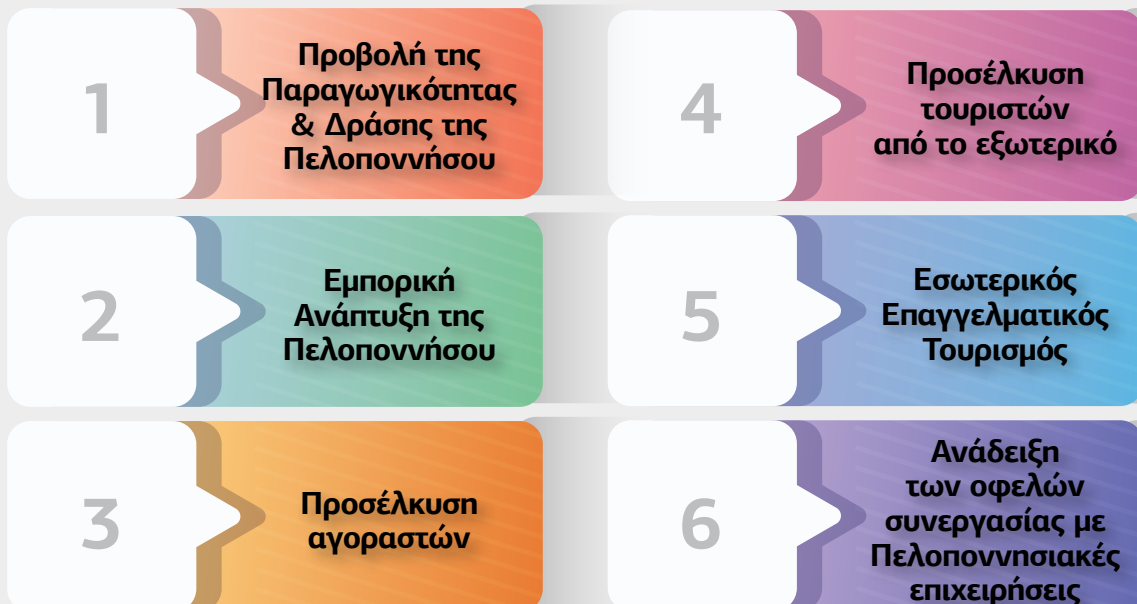 1
Προβολή της
Παραγωγικότητας
& Δράσης της
Πελοποννήσου
2
Εμπορική
Ανάπτυξη της
Πελοποννήσου
3
Προσέλκυση
αγοραστών
4
Προσέλκυση
τουριστών
από το εξωτερικό
5
Εσωτερικός
Επαγγελματικός
Τουρισμός
6
Ανάδειξη
των οφελών
συνεργασίας με
Πελοποννησιακές
επιχειρήσεις